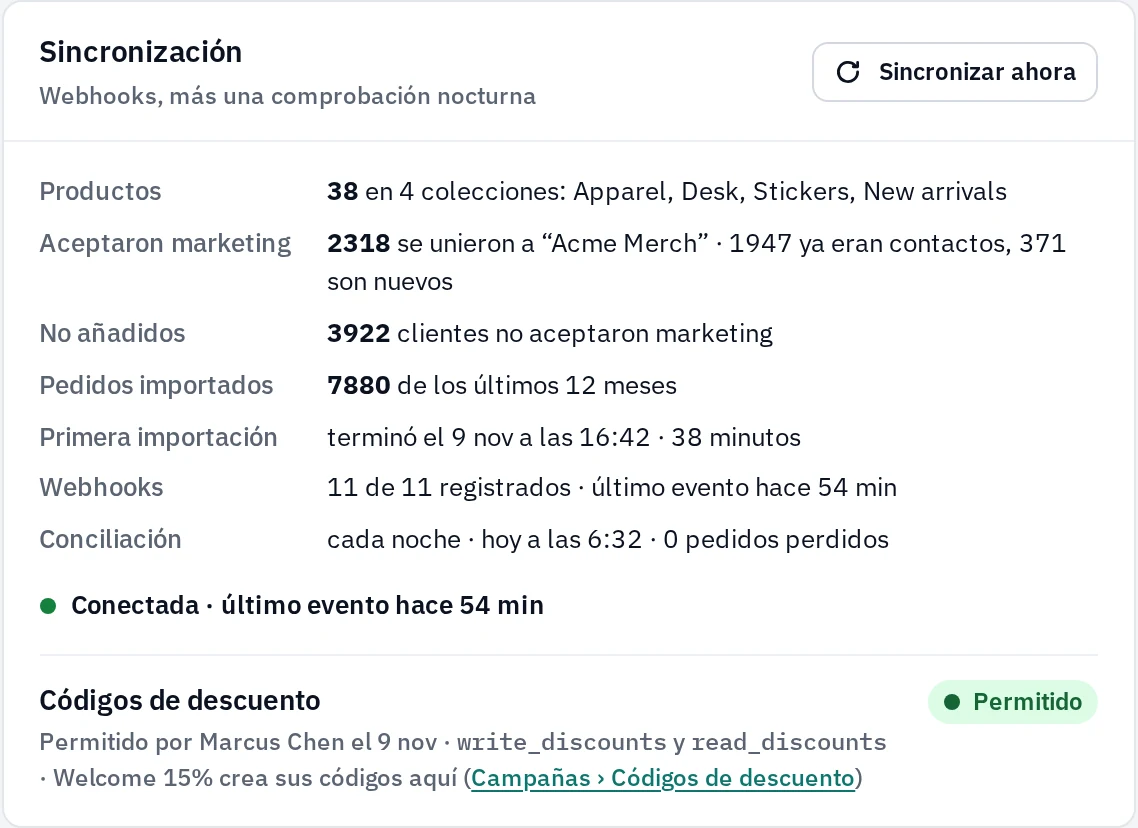 Sincronización
Webhooks, más una comprobación nocturna
Sincronizar ahora
Productos
38 en 4 colecciones: Apparel, Desk, Stickers, New arrivals
Aceptaron marketing
2318 se unieron a “Acme Merch” · 1947 ya eran contactos, 371
son nuevos
No añadidos
3922 clientes no aceptaron marketing
Pedidos importados
7880 de los últimos 12 meses
Primera importación
terminó el 9 nov a las 16:42 · 38 minutos
Webhooks
11 de 11 registrados · último evento hace 54 min
Conciliación
cada noche · hoy a las 6:32 · 0 pedidos perdidos
Conectada · último evento hace 54 min
Códigos de descuento
Permitido
Permitido por Marcus Chen el 9 nov · write_discounts y read_discounts
· Welcome 15% crea sus códigos aquí (Campañas › Códigos de descuento)